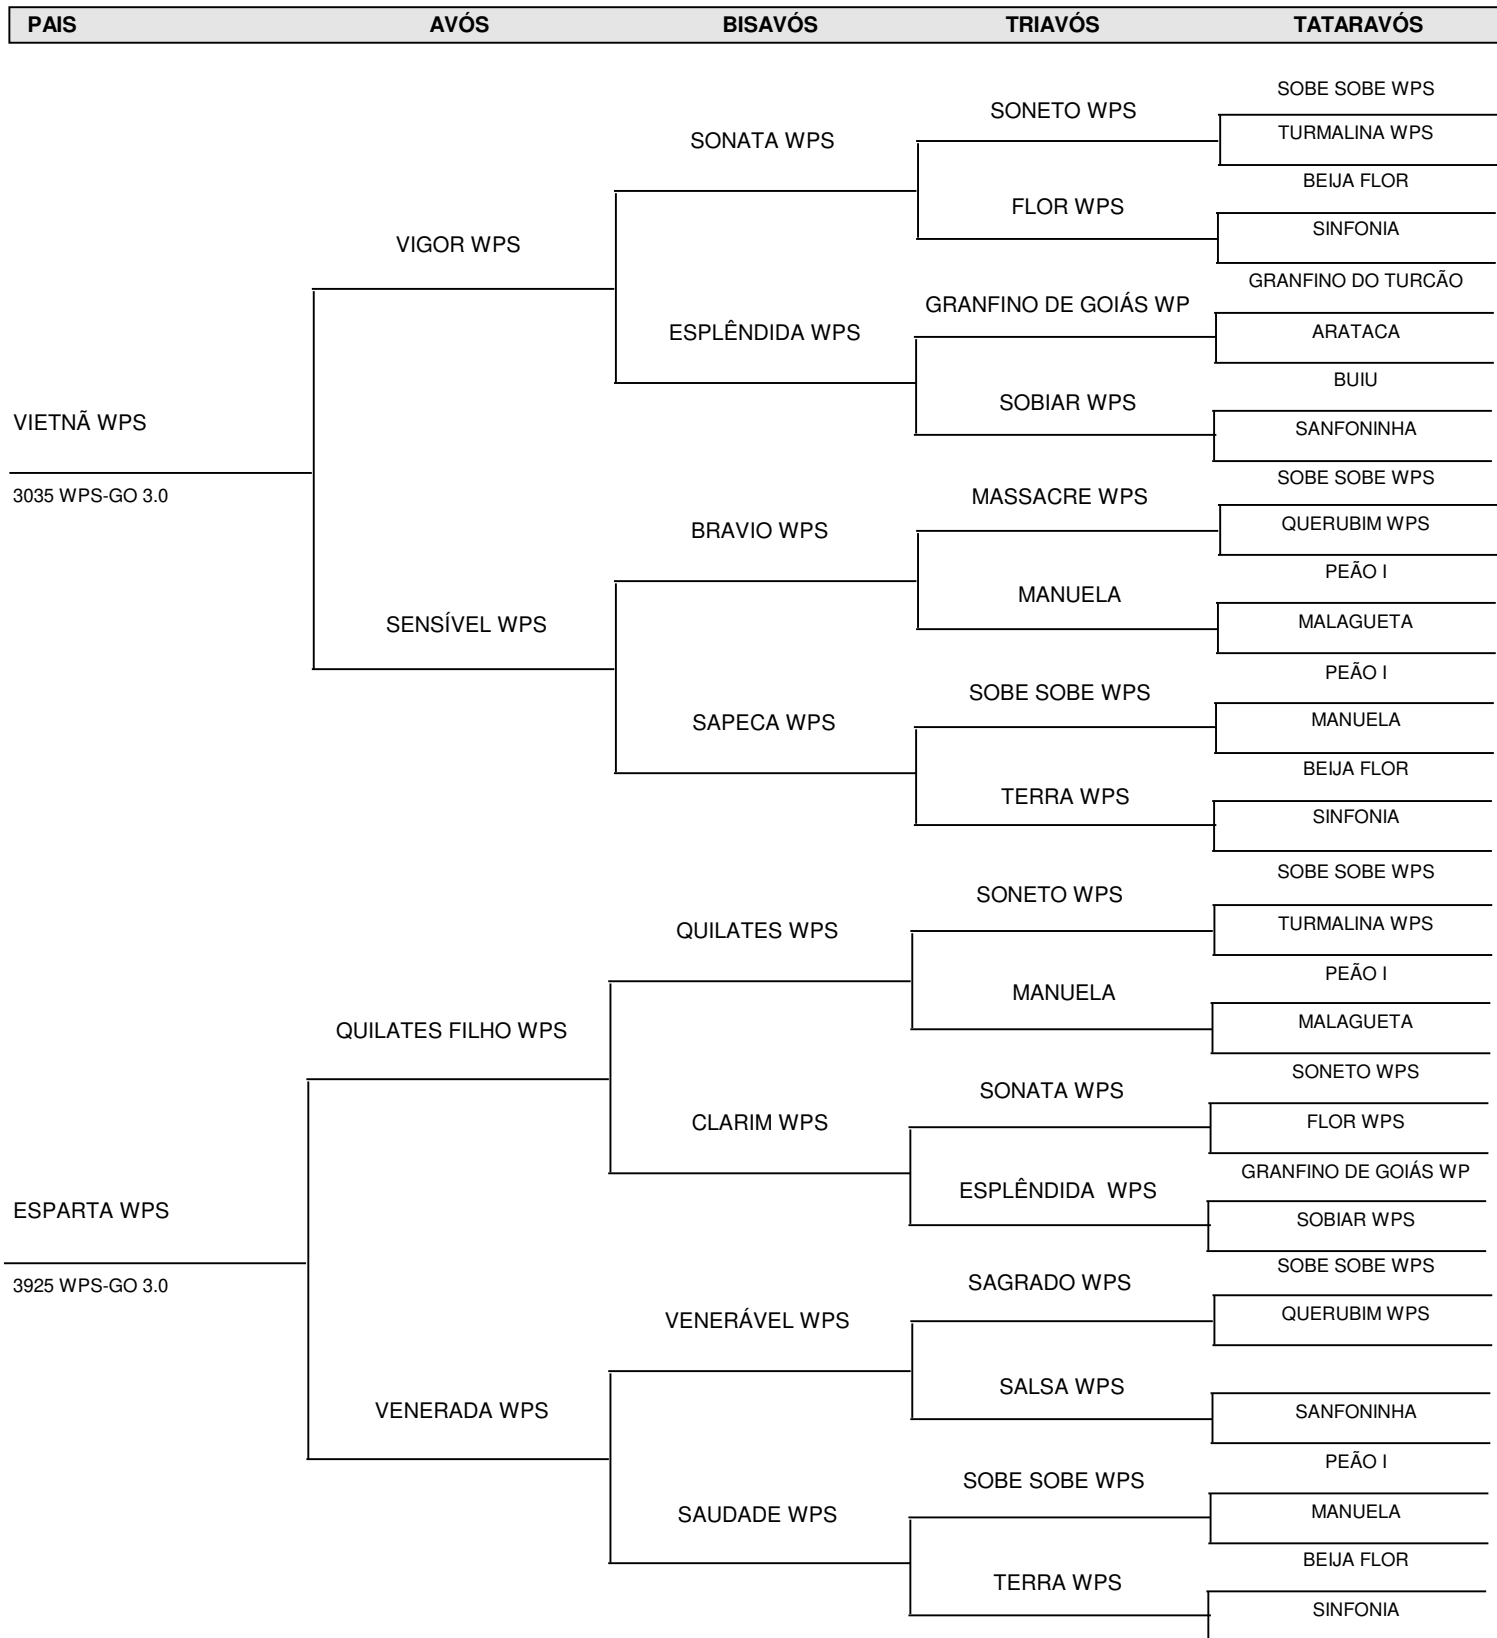 PAIS AVÓS BISAVÓS TRIAVÓS TATARAVÓS
SOBE SOBE WPS
SONETO WPS
TURMALINA WPS
SONATA WPS
BEIJA FLOR
FLOR WPS
SINFONIA
VIGOR WPS
GRANFINO DO TURCÃO
GRANFINO DE GOIÁS WP
ARATACA
ESPLÊNDIDA WPS
BUIU
SOBIAR WPS
VIETNÃ WPS
SANFONINHA
SOBE SOBE WPS
3035 WPS-GO 3.0
MASSACRE WPS
QUERUBIM WPS
BRAVIO WPS
PEÃO I
MANUELA
MALAGUETA
SENSÍVEL WPS
PEÃO I
SOBE SOBE WPS
MANUELA
SAPECA WPS
BEIJA FLOR
TERRA WPS
SINFONIA
SOBE SOBE WPS
SONETO WPS
TURMALINA WPS
QUILATES WPS
PEÃO I
MANUELA
MALAGUETA
QUILATES FILHO WPS
SONETO WPS
SONATA WPS
FLOR WPS
CLARIM WPS
GRANFINO DE GOIÁS WP
ESPLÊNDIDA WPS
ESPARTA WPS
SOBIAR WPS
SOBE SOBE WPS
3925 WPS-GO 3.0
SAGRADO WPS
QUERUBIM WPS
VENERÁVEL WPS
SALSA WPS
VENERADA WPS
SANFONINHA
PEÃO I
SOBE SOBE WPS
MANUELA
SAUDADE WPS
BEIJA FLOR
TERRA WPS
SINFONIA